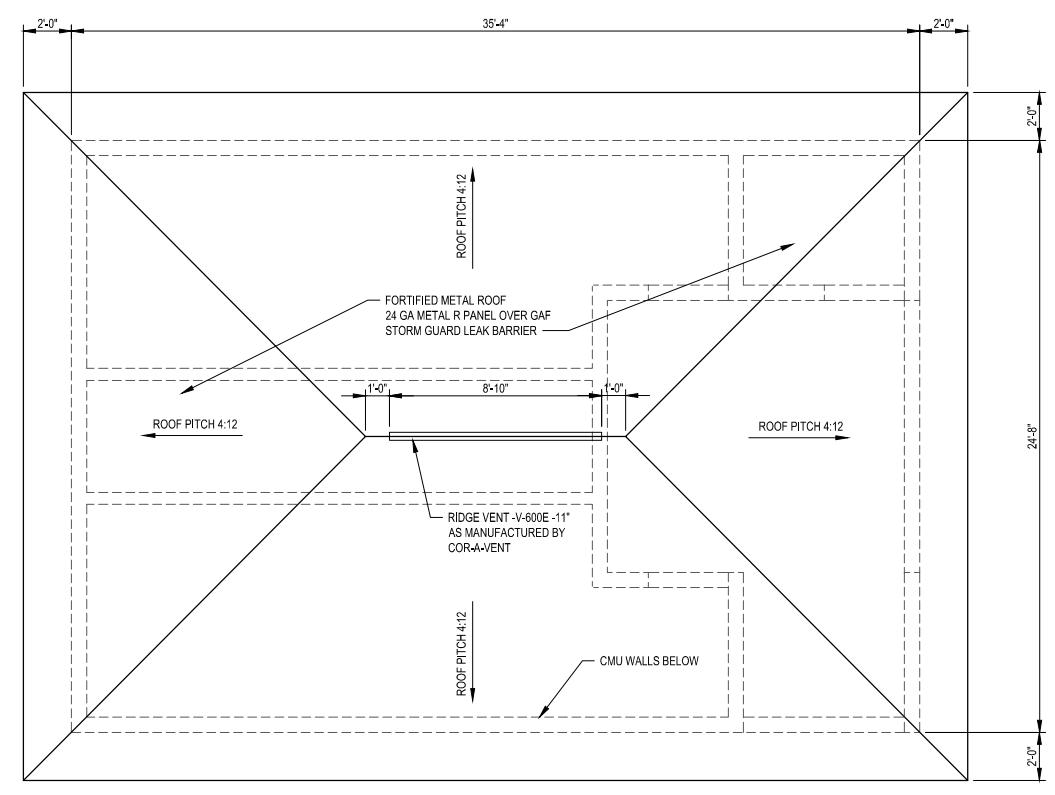 2'-0"
35'-4"
2'-0"
2'-0"
ROOF PITCH 4:12
FORTIFIED METAL ROOF
24 GA METAL R PANEL OVER GAF
STORM GUARD LEAK BARRIER
1'-0"
8'-10"
1'-0"
ROOF PITCH 4:12
ROOF PITCH 4:12
24'-8"
RIDGE VENT -V-600E -11"
AS MANUFACTURED BY
COR-A-VENT
ROOF PITCH 4:12
CMU WALLS BELOW
2'-0"